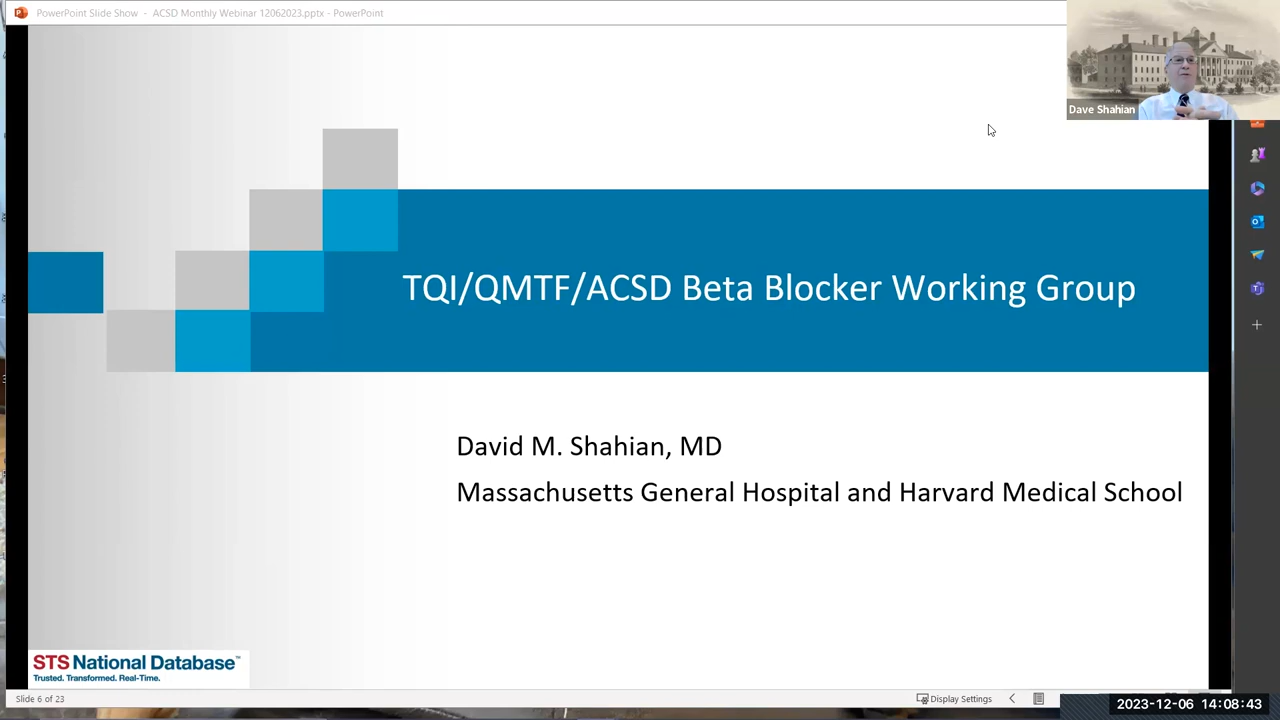 PowerPoint Slide Show - ACSD Monthly Webinar 12062023.pptx - PowerPoint
Dave Shahian
TQI/QMTF/ACSD Beta Blocker Working Group
David M. Shahian, MD
Massachusetts General Hospital and Harvard Medical School
STS National Database™
Trusted. Transformed. Real-Time.
Slide 6 of 23
Display Settings
2023-12-06 14:08:43